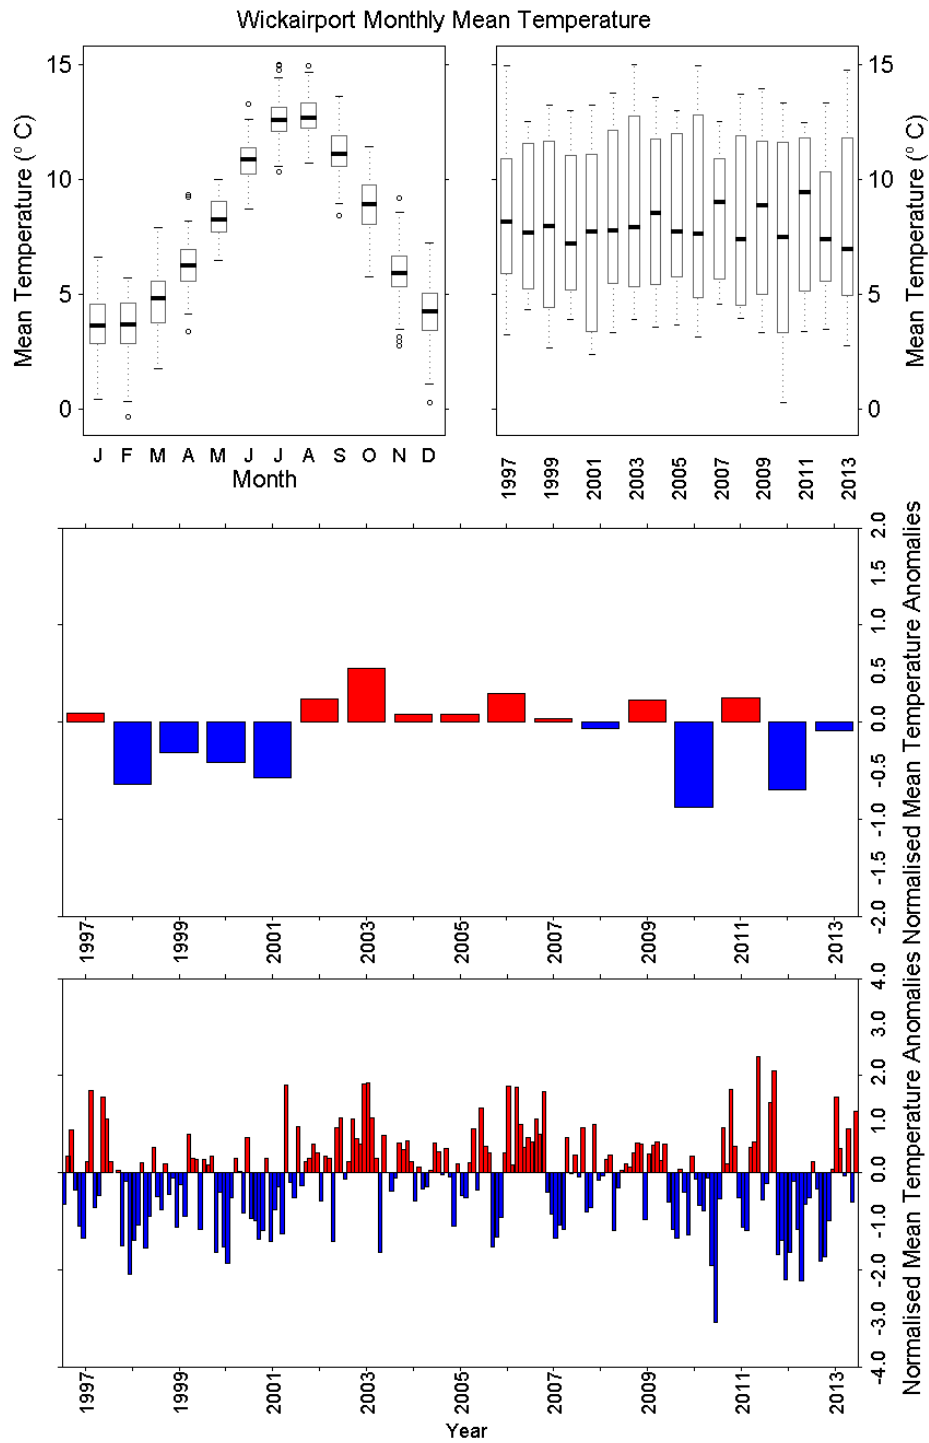 Wickairport Monthly Mean Temperature
Mean Temperature (° C)
15
10
5
0
J F M A M J J A S O N D
Month
15
10
5
0
Mean Temperature (° C)
1997 1999 2001 2003 2005 2007 2009 2011 2013
2.0
1.5
1.0
0.5
0.0
-0.5
-1.0
-1.5
-2.0
Normalised Mean Temperature Anomalies
1997 1999 2001 2003 2005 2007 2009 2011 2013
4.0
3.0
2.0
1.0
0.0
-1.0
-2.0
-3.0
-4.0
Normalised Mean Temperature Anomalies
1997 1999 2001 2003 2005 2007 2009 2011 2013
Year